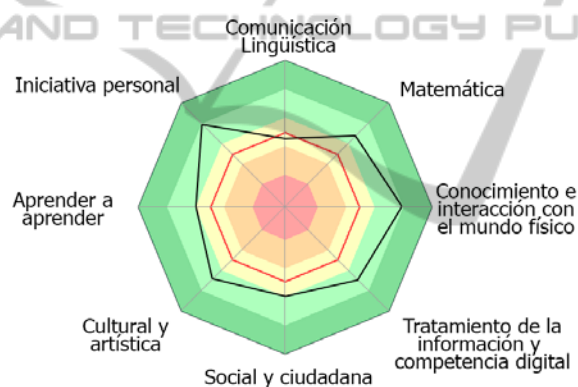 AND TECHNOLOGY PU
Comunicación
Lingüística
Iniciativa personal
Matemática
Aprender a
aprender
Conocimiento e
interacción con
el mundo físico
Cultural y
artística
Tratamiento de la
información y
competencia digital
Social y ciudadana